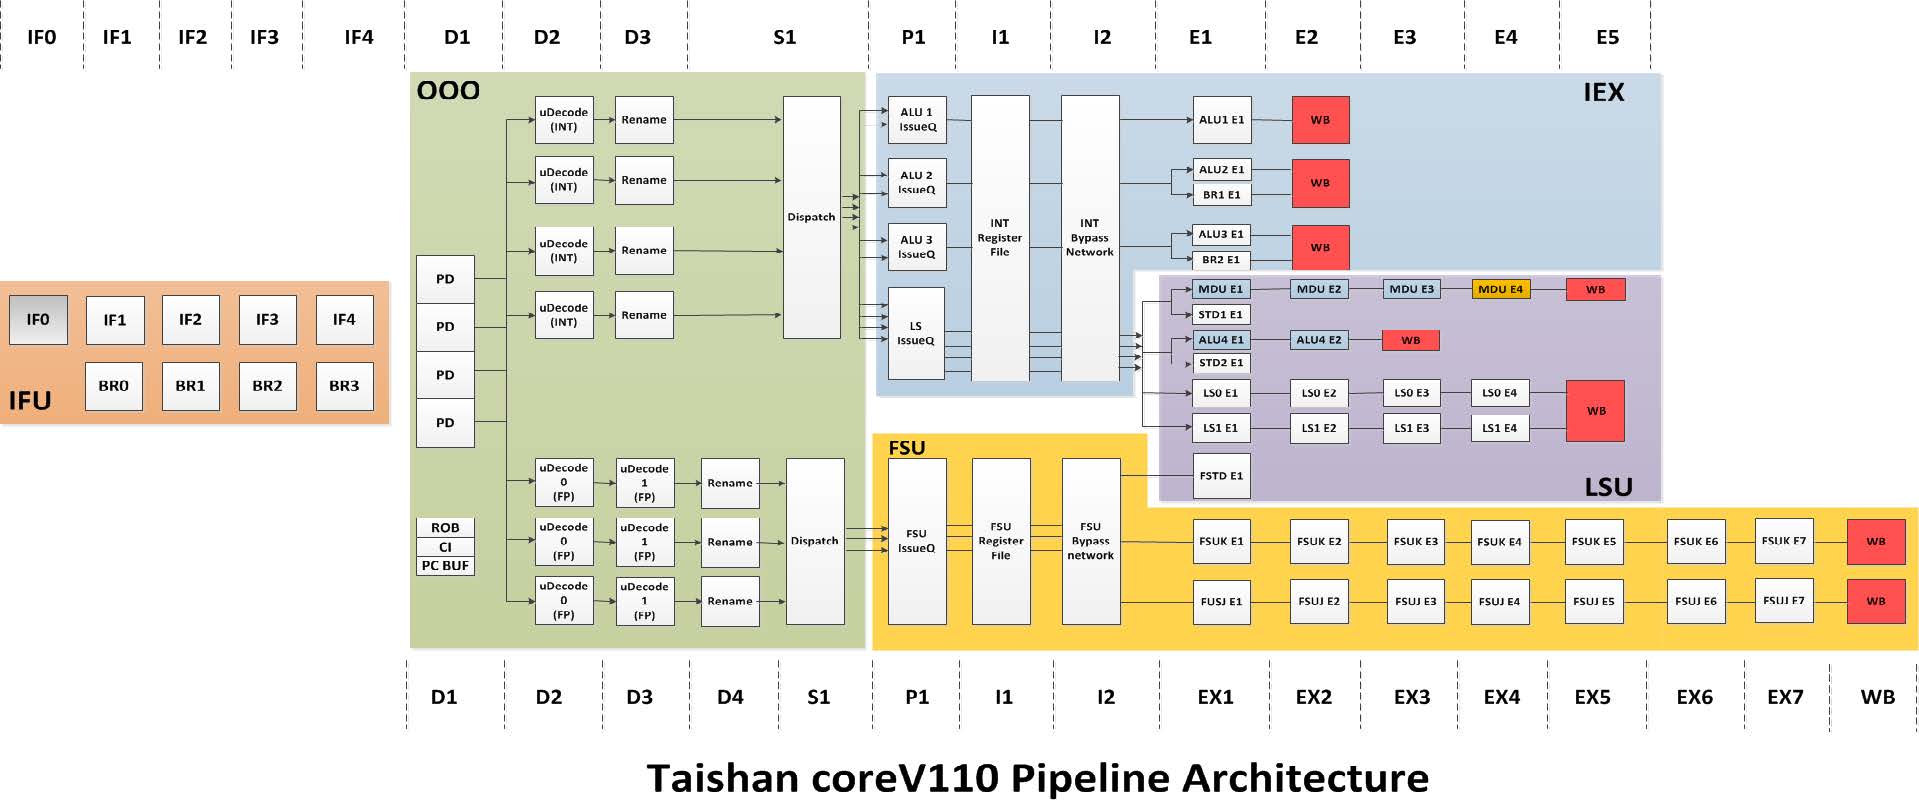 IF0 IF1 IF2 IF3 IF4 D1 D2 D3 S1 P1 I1 I2 E1 E2 E3 E4 E5
OOO
uDecode
(INT)
Rename
uDecode
(INT)
Rename
uDecode
(INT)
Rename
uDecode
(INT)
Rename
Dispatch
PD
PD
PD
PD
IF0 IF1 IF2 IF3 IF4
BR0 BR1 BR2 BR3
IFU
uDecode
0
(FP)
uDecode
1
(FP)
Rename
uDecode
0
(FP)
uDecode
1
(FP)
Rename
uDecode
0
(FP)
uDecode
1
(FP)
Rename
Dispatch
ROB
CI
PC BUF
IEX
ALU 1
IssueQ
ALU 2
IssueQ
ALU 3
IssueQ
LS
IssueQ
INT
Register
File
INT
Bypass
Network
ALU1 E1 WB
ALU2 E1
BR1 E1
WB
ALU3 E1
BR2 E1
WB
MDU E1 MDU E2 MDU E3 MDU E4 WB
STD1 E1
ALU4 E1 ALU4 E2 WB
STD2 E1
LS0 E1 LS0 E2 LS0 E3 LS0 E4
WB
LS1 E1 LS1 E2 LS1 E3 LS1 E4
FSTD E1
LSU
FSU
FSU
IssueQ
FSU
Register
File
FSU
Bypass
network
FSUK E1 FSUK E2 FSUK E3 FSUK E4 FSUK E5 FSUK E6 FSUK E7 WB
FUSJ E1 FSUJ E2 FSUJ E3 FSUJ E4 FSUJ E5 FSUJ E6 FSUJ E7 WB
D1 D2 D3 D4 S1 P1 I1 I2 EX1 EX2 EX3 EX4 EX5 EX6 EX7 WB
Taishan coreV110 Pipeline Architecture